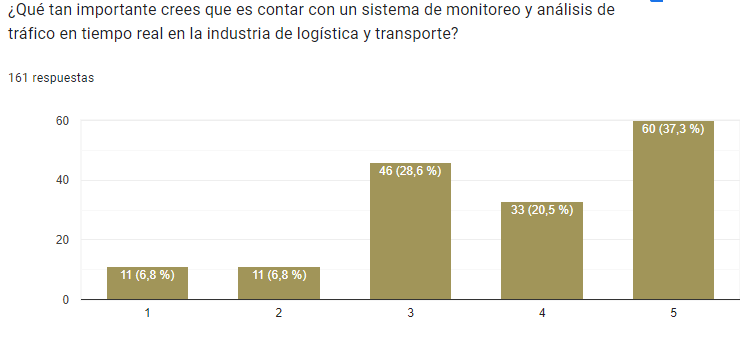 ¿Qué tan importante crees que es contar con un sistema de monitoreo y análisis de
tráfico en tiempo real en la industria de logística y transporte?
161 respuestas
60
40
20
0
11 (6,8 %)
11 (6,8 %)
46 (28,6 %)
33 (20,5 %)
60 (37,3 %)
1 2 3 4 5